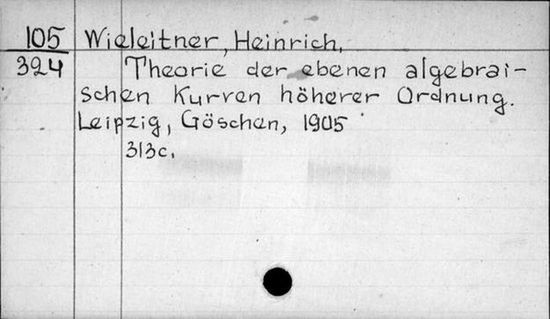 105 Wieleitner, Heinrich.
324 Theorie der ebenen algebrai-
schen Kurven höherer Ordnung.
Leipzig, Göschen, 1905
313c.